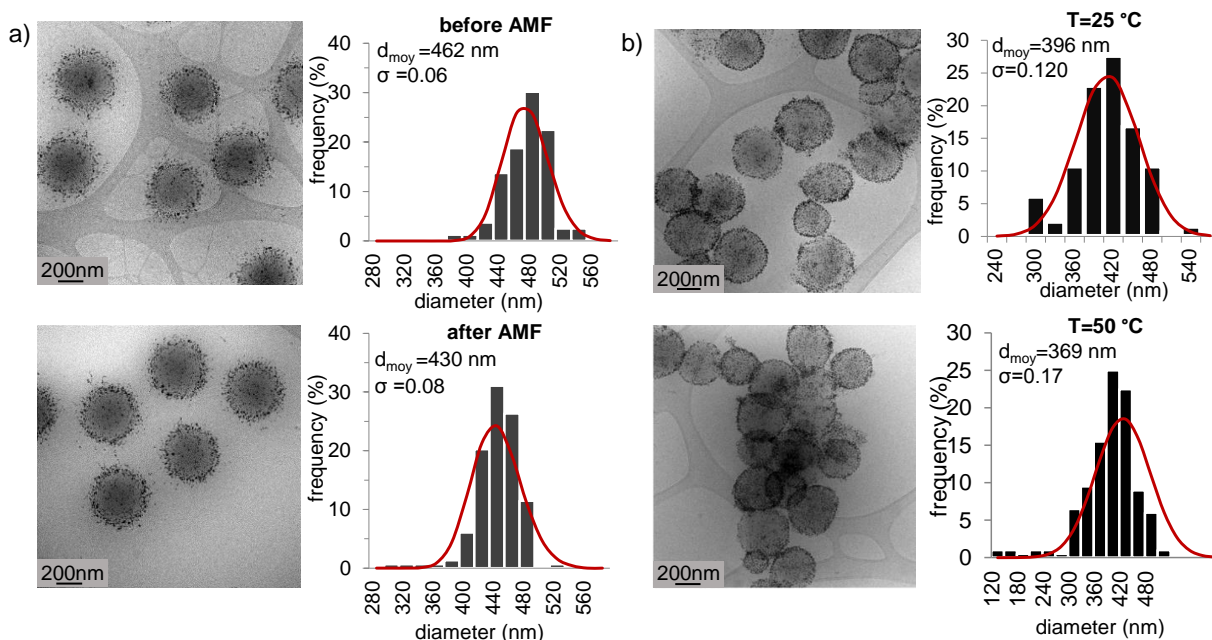 a)
200nm
before AMF
dmoy=462 nm
σ =0.06
frequency (%)
40
30
20
10
0
280 320 360 400 440 480 520 560
diameter (nm)
200nm
after AMF
dmoy=430 nm
σ =0.08
frequency (%)
40
30
20
10
0
280 320 360 400 440 480 520 560
diameter (nm)
b)
200nm
T=25 °C
dmoy=396 nm
σ=0.120
frequency (%)
30
25
20
15
10
5
0
240 300 360 420 480 540
diameter (nm)
200nm
T=50 °C
dmoy=369 nm
σ=0.17
frequency (%)
30
25
20
15
10
5
0
120 180 240 300 360 420 480
diameter (nm)